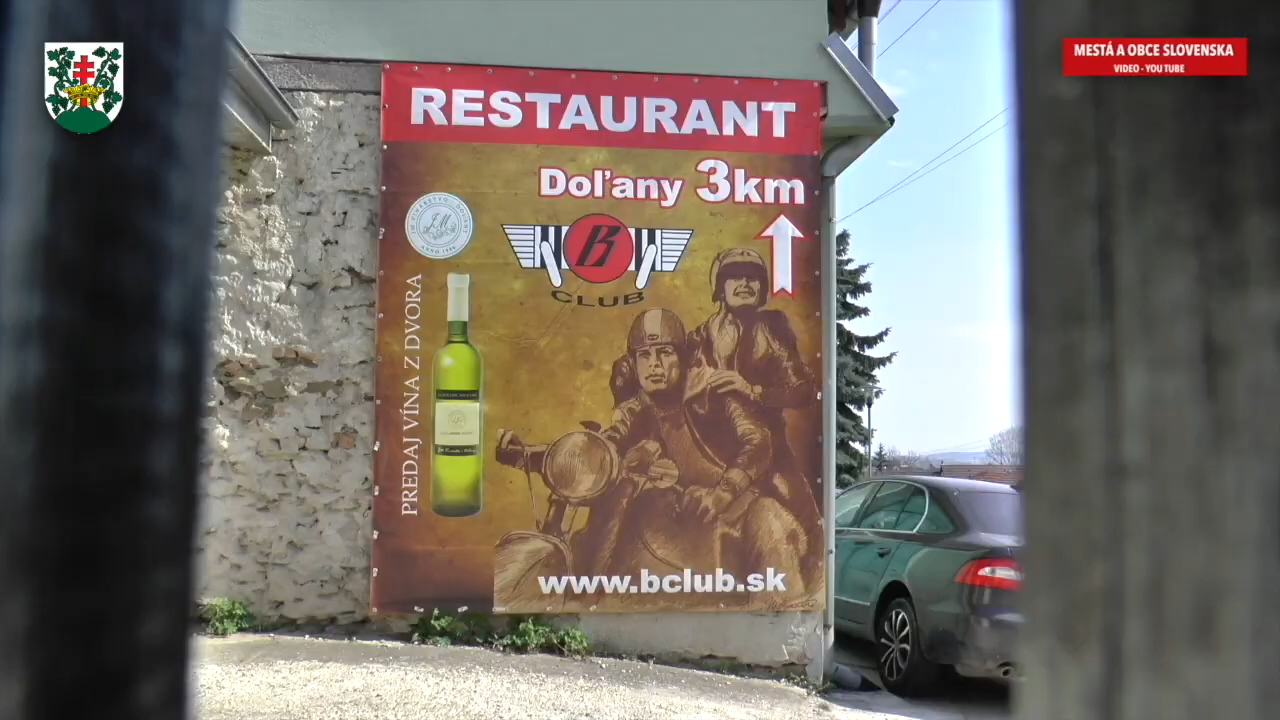 MESTÁ A OBCE SLOVENSKA
VIDEO - YOU TUBE
RESTAURANT
Doľany 3km
B
CLUB
PREDAJ VÍNA Z DVORA
www.bclub.sk